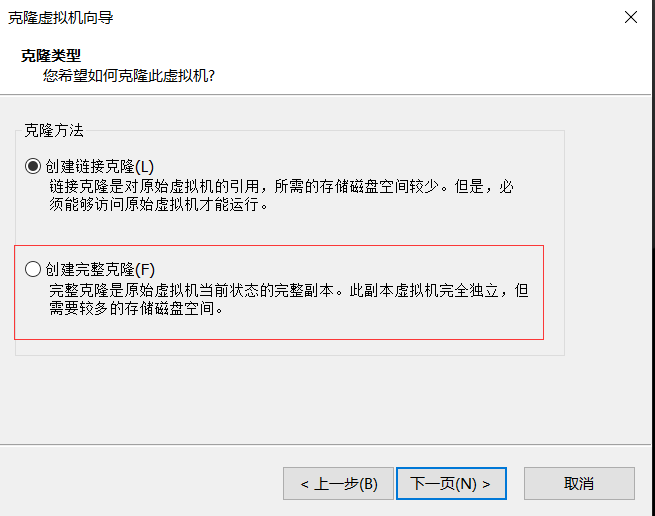 克隆虚拟机向导
克隆类型
您希望如何克隆此虚拟机?
克隆方法
创建链接克隆(L)
链接克隆是对原始虚拟机的引用，所需的存储磁盘空间较少。但是，必
须能够访问原始虚拟机才能运行。
创建完整克隆(F)
完整克隆是原始虚拟机当前状态的完整副本。此副本虚拟机完全独立，但
需要较多的存储磁盘空间。
< 上一步(B) 下一页(N) > 取消